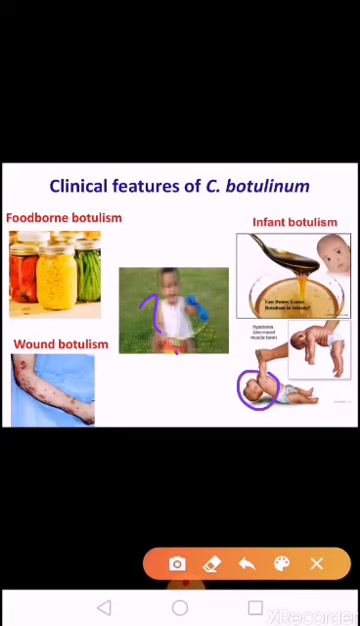 Clinical features of C. botulinum
Foodborne botulism
Infant botulism
Can Honey Cause
Botulism in Infants?
Wound botulism
Hypotonia
(decreased
muscle tone)
XRecorder